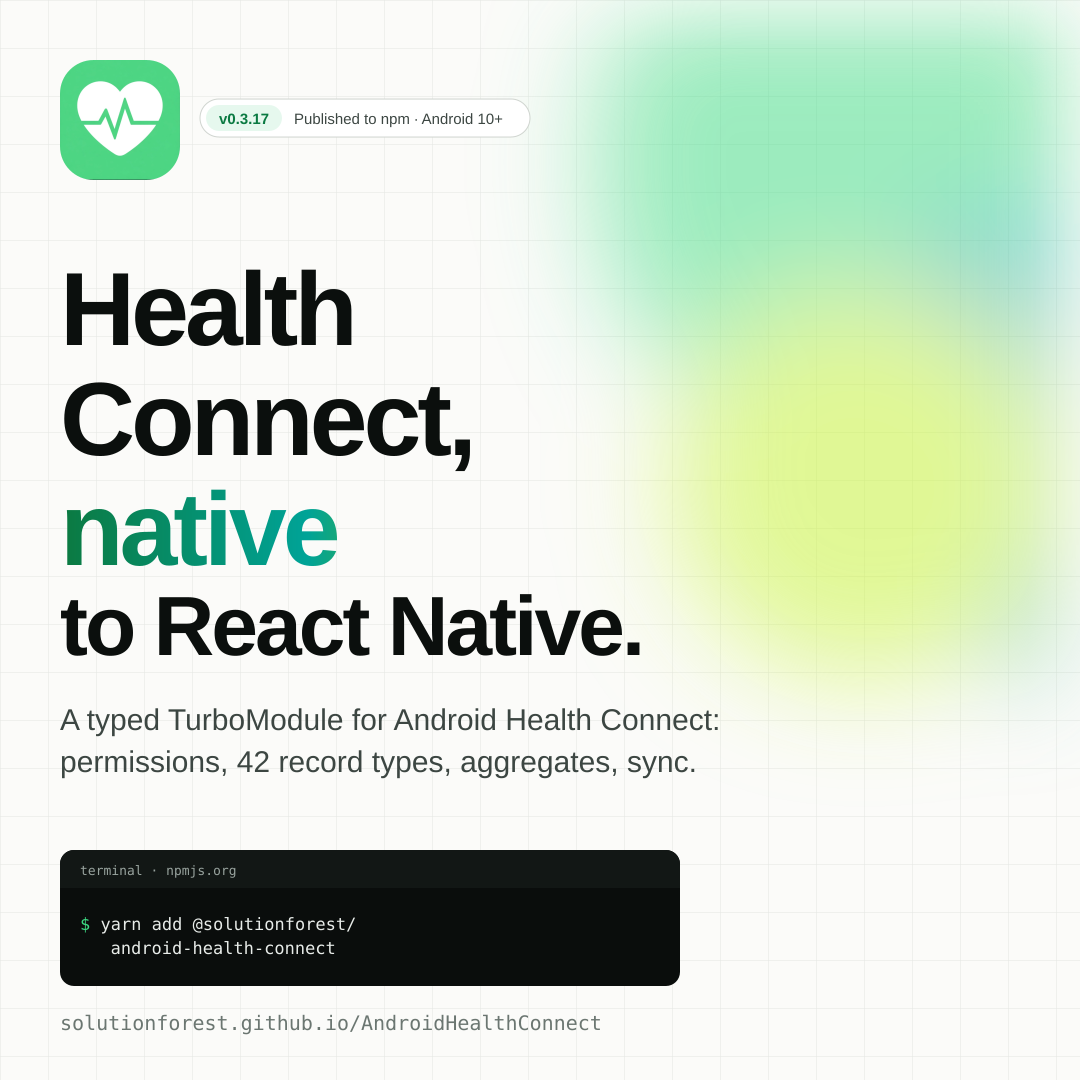 v0.3.17 Published to npm · Android 10+
Health
Connect,
native
to React Native.
A typed TurboModule for Android Health Connect:
permissions, 42 record types, aggregates, sync.
terminal · npmjs.org
$ yarn add @solutionforest/
android-health-connect
solutionforest.github.io/AndroidHealthConnect